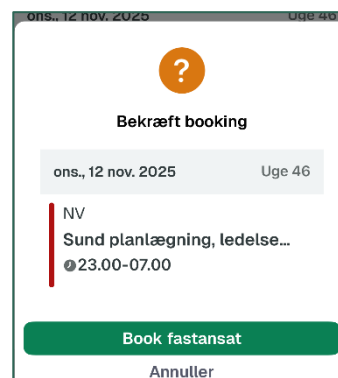 ons., 12 nov. 2025 Uge 46
?
Bekræft booking
ons., 12 nov. 2025 Uge 46
NV
Sund planlægning, ledelse...
23.00-07.00
Book fastansat
Annuller